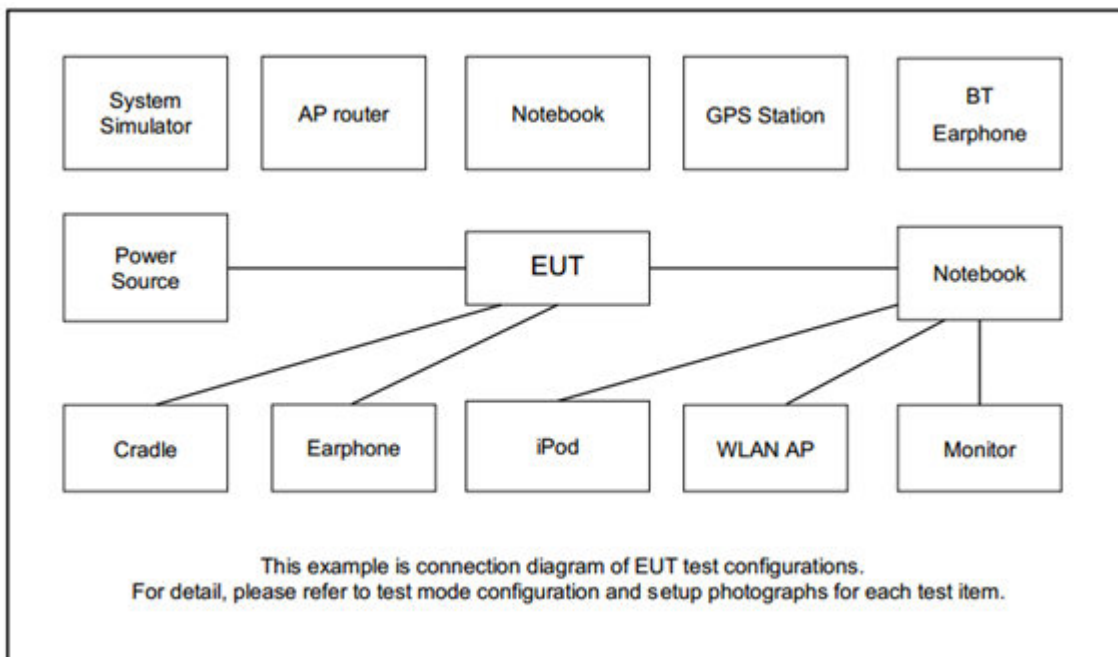 System
Simulator
AP router
Notebook
GPS Station
BT
Earphone
Power
Source
EUT
Notebook
Cradle
Earphone
iPod
WLAN AP
Monitor
This example is connection diagram of EUT test configurations.
For detail, please refer to test mode configuration and setup photographs for each test item.